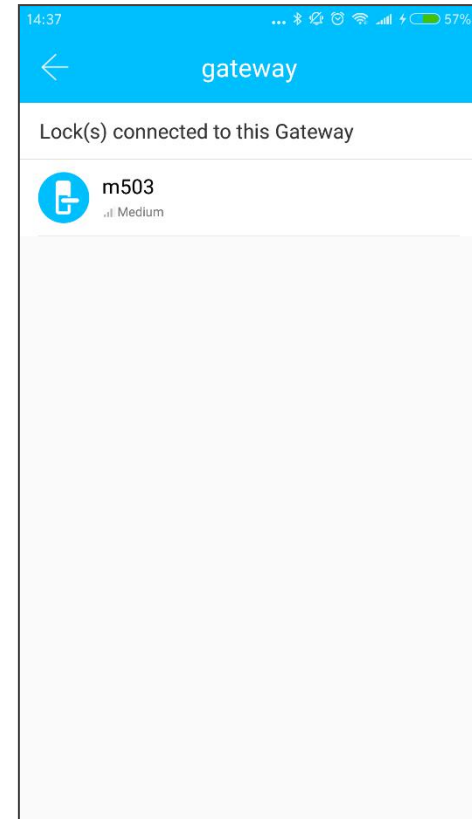 14:37 ... 57%
gateway
Lock(s) connected to this Gateway
m503
Medium